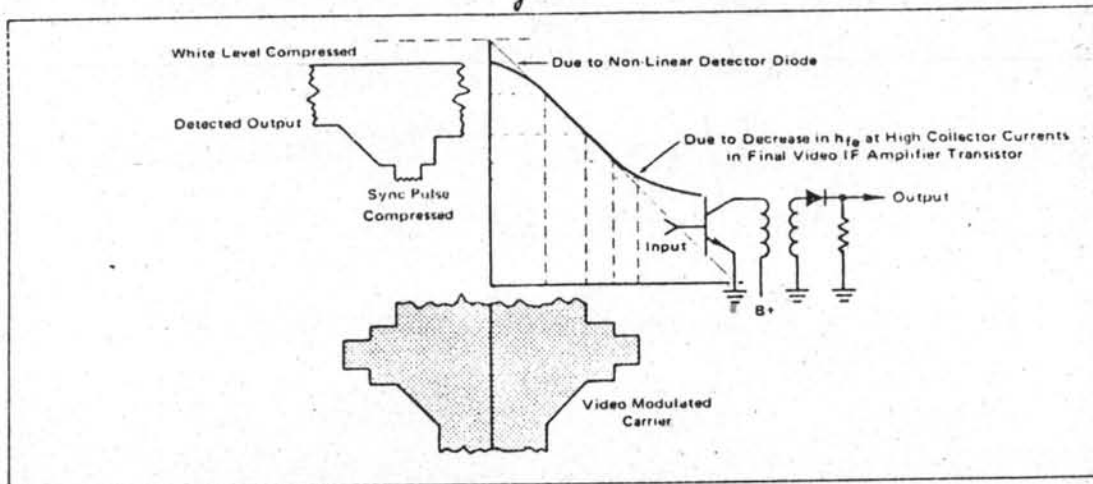 White Level Compressed
Due to Non-Linear Detector Diode
Detected Output
Due to Decrease in hfe at High Collector Currents
in Final Video IF Amplifier Transistor
Sync Pulse
Compressed
Output
Input
B+
Video Modulated
Carrier